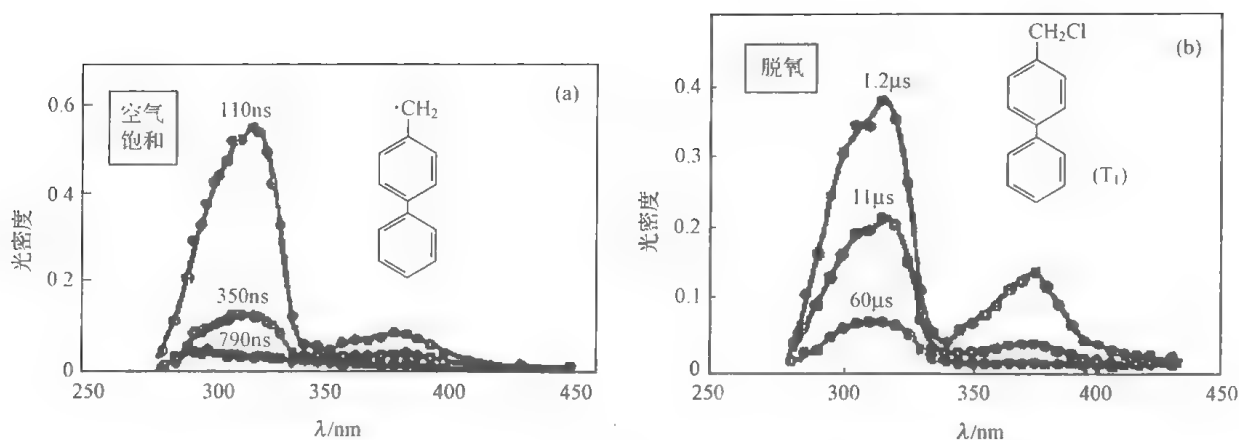 空气
饱和
(a)
110ns
·CH₂
350ns
790ns
光密度
0.6
0.4
0.2
0
250
300
350
400
450
λ/nm
脱氧
(b)
CH₂Cl
1.2μs
11μs
60μs
(T₁)
光密度
0.4
0.3
0.2
0.1
0
250
300
350
400
450
λ/nm